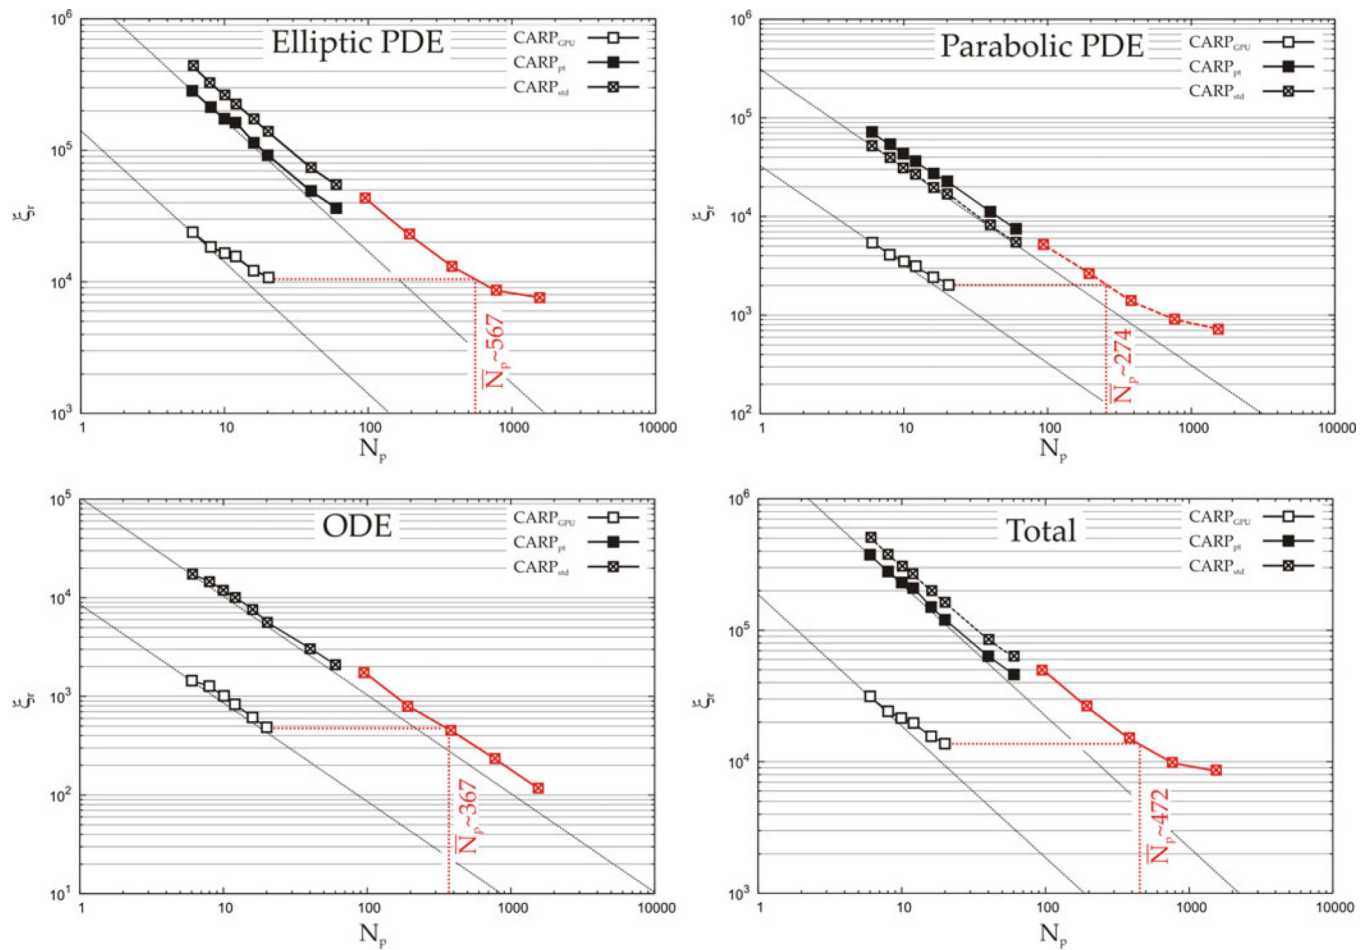 Elliptic PDE
CARP_GPU
CARP_pt
CARP_std
10^6
10^5
10^4
10^3
ξ_r
N̅_p~567
1 10 100 1000 10000
N_p
Parabolic PDE
CARP_GPU
CARP_pt
CARP_std
10^6
10^5
10^4
10^3
10^2
ξ_r
N̅_p~274
1 10 100 1000 10000
N_p
ODE
CARP_GPU
CARP_pt
CARP_std
10^5
10^4
10^3
10^2
10^1
ξ_r
N̅_p~367
1 10 100 1000 10000
N_p
Total
CARP_GPU
CARP_pt
CARP_std
10^6
10^5
10^4
10^3
ξ_r
N̅_p~472
1 10 100 1000 10000
N_p